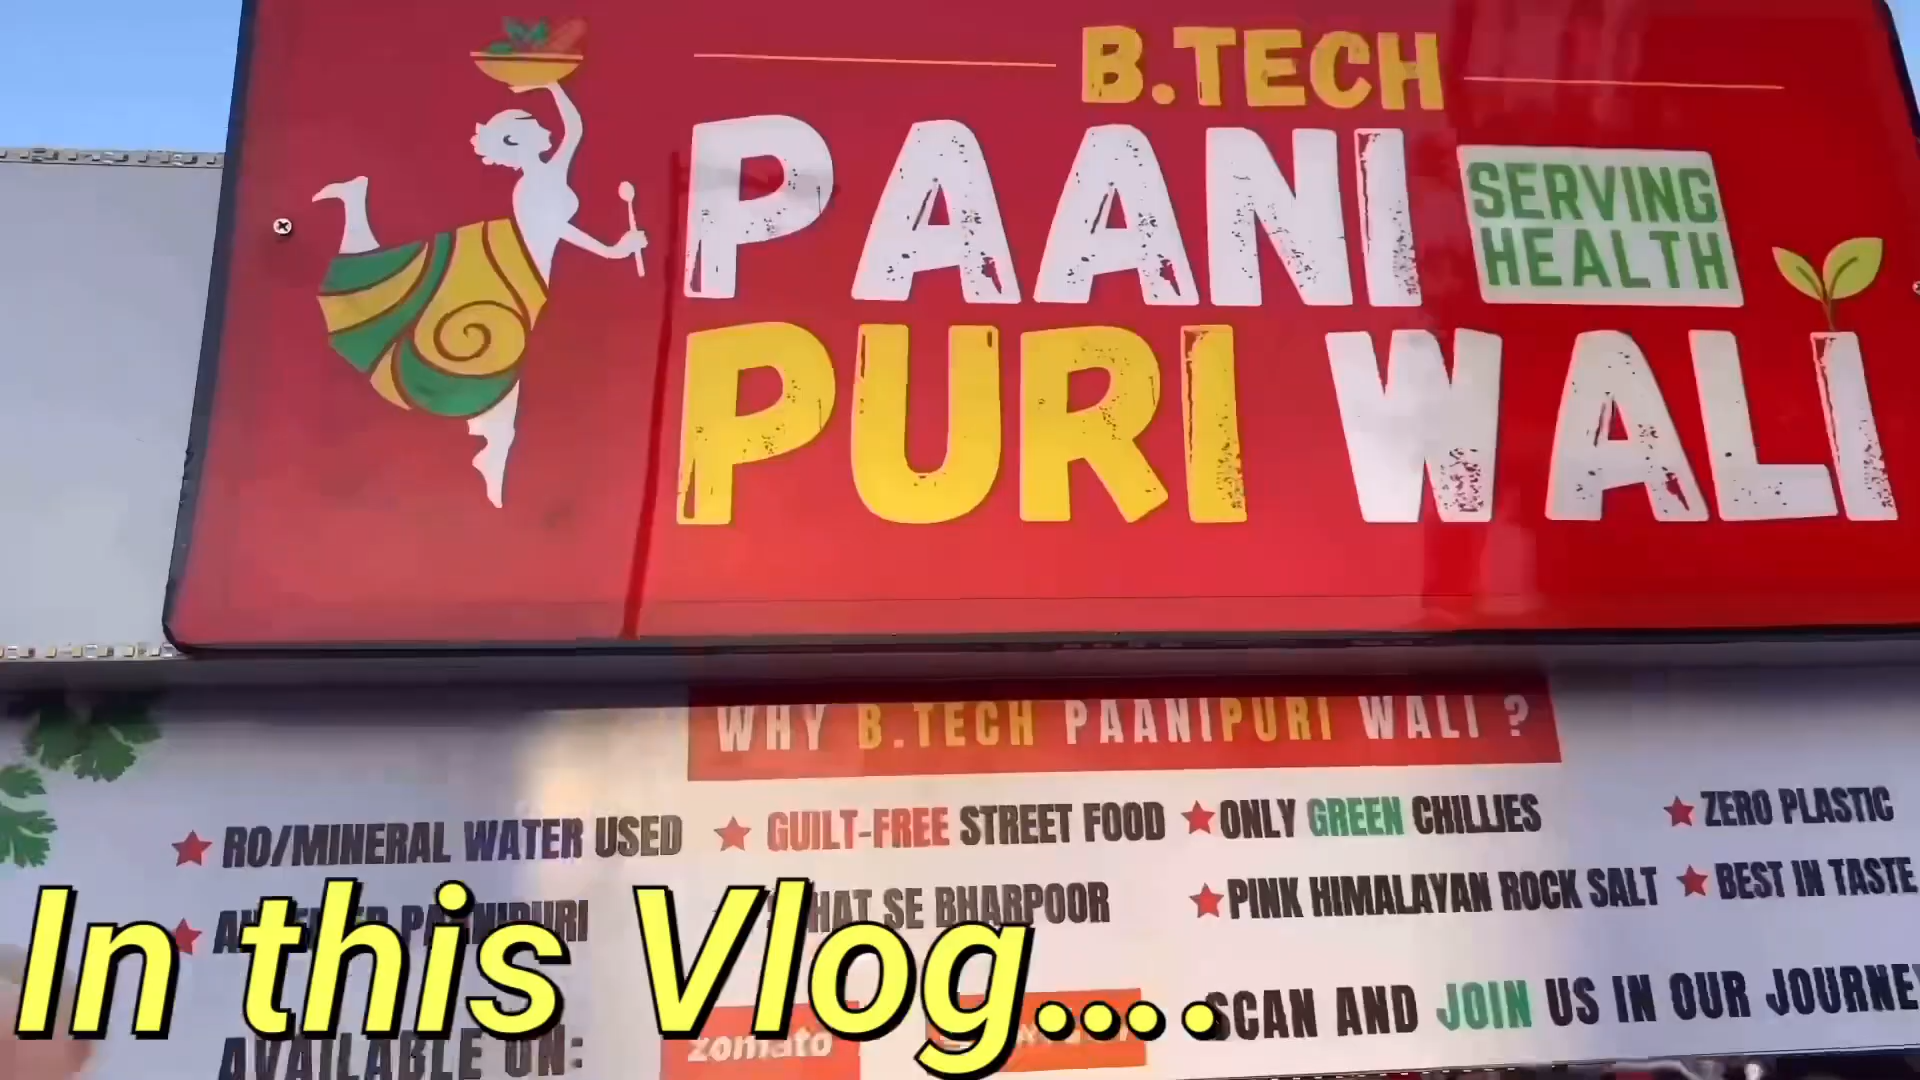 B.TECH
PAANI
SERVING
HEALTH
PURI WALI
WHY B.TECH PAANIPURI WALI ?
RO/MINERAL WATER USED
GUILT-FREE STREET FOOD
ONLY GREEN CHILLIES
ZERO PLASTIC
SE BHARPOOR
PINK HIMALAYAN ROCK SALT
BEST IN TASTE
In this Vlog....
SCAN AND JOIN US IN OUR
AVAILABLE ON:
zomato